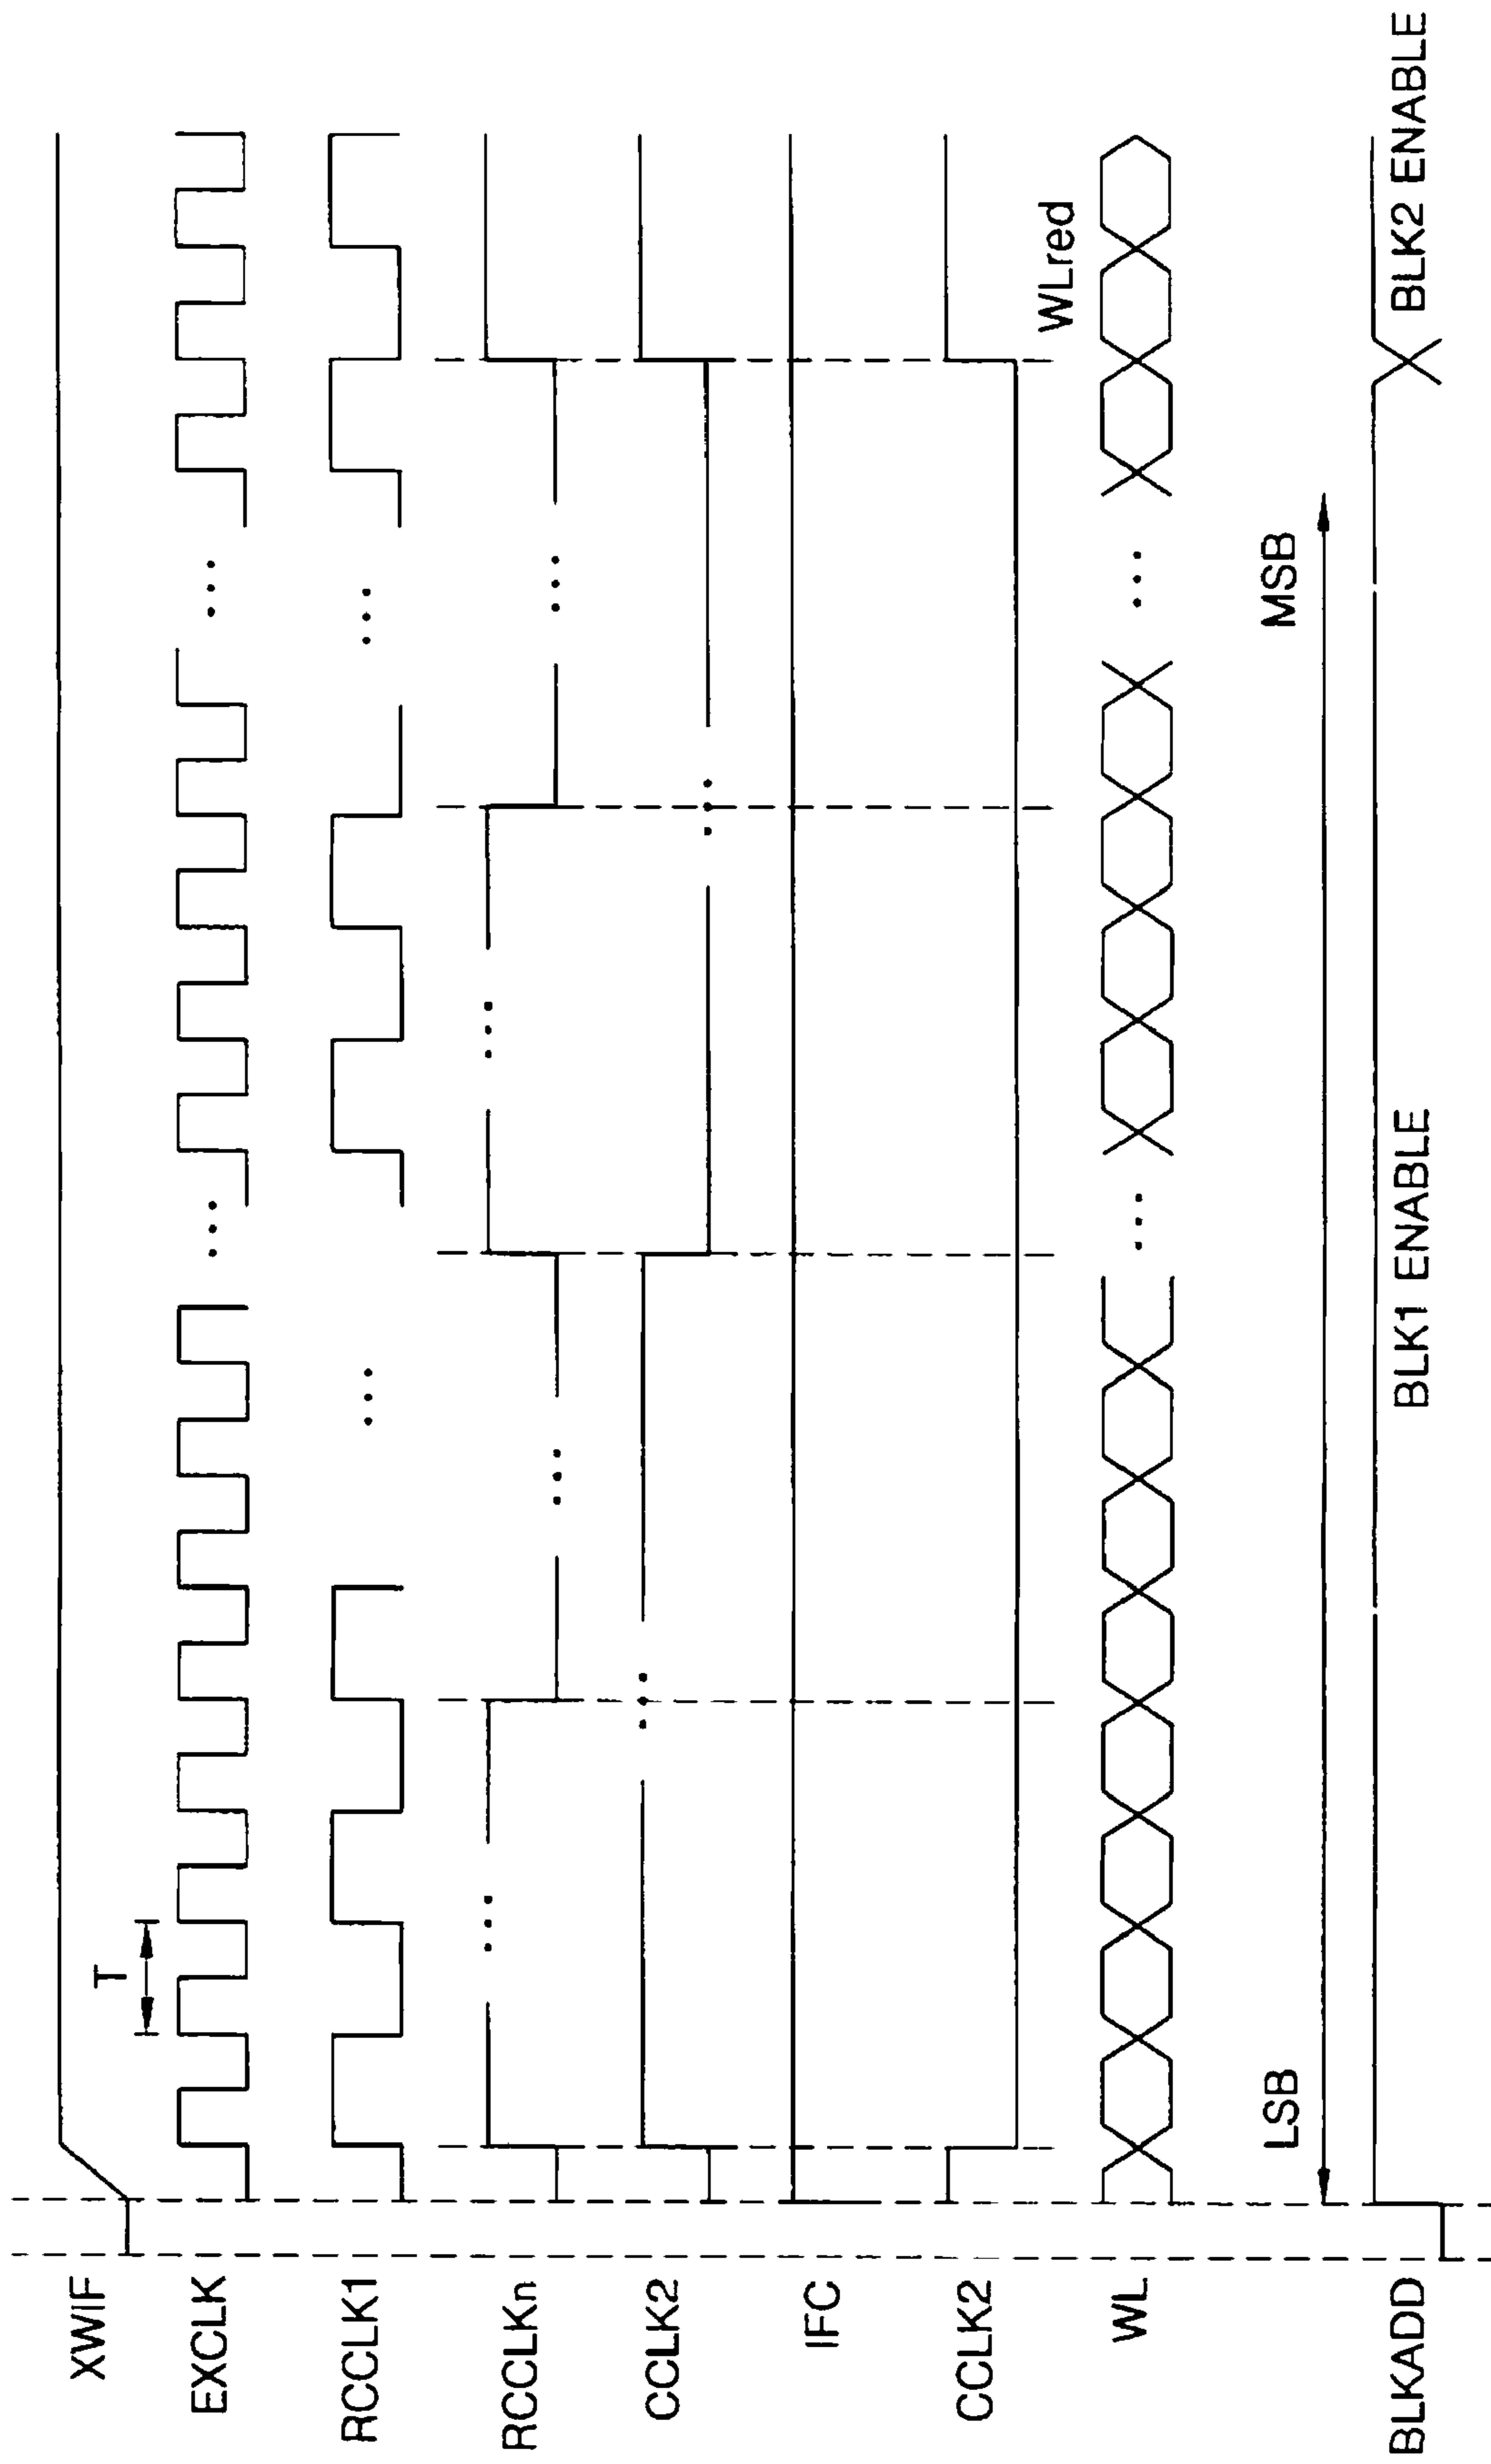 XWIF
T
EXCLK
RCCLK1
RCCLKn
CCLK2
IFC
CCLK2
WLred
WL
LSB
MSB
BLKADD
BLK1 ENABLE
BLK2 ENABLE